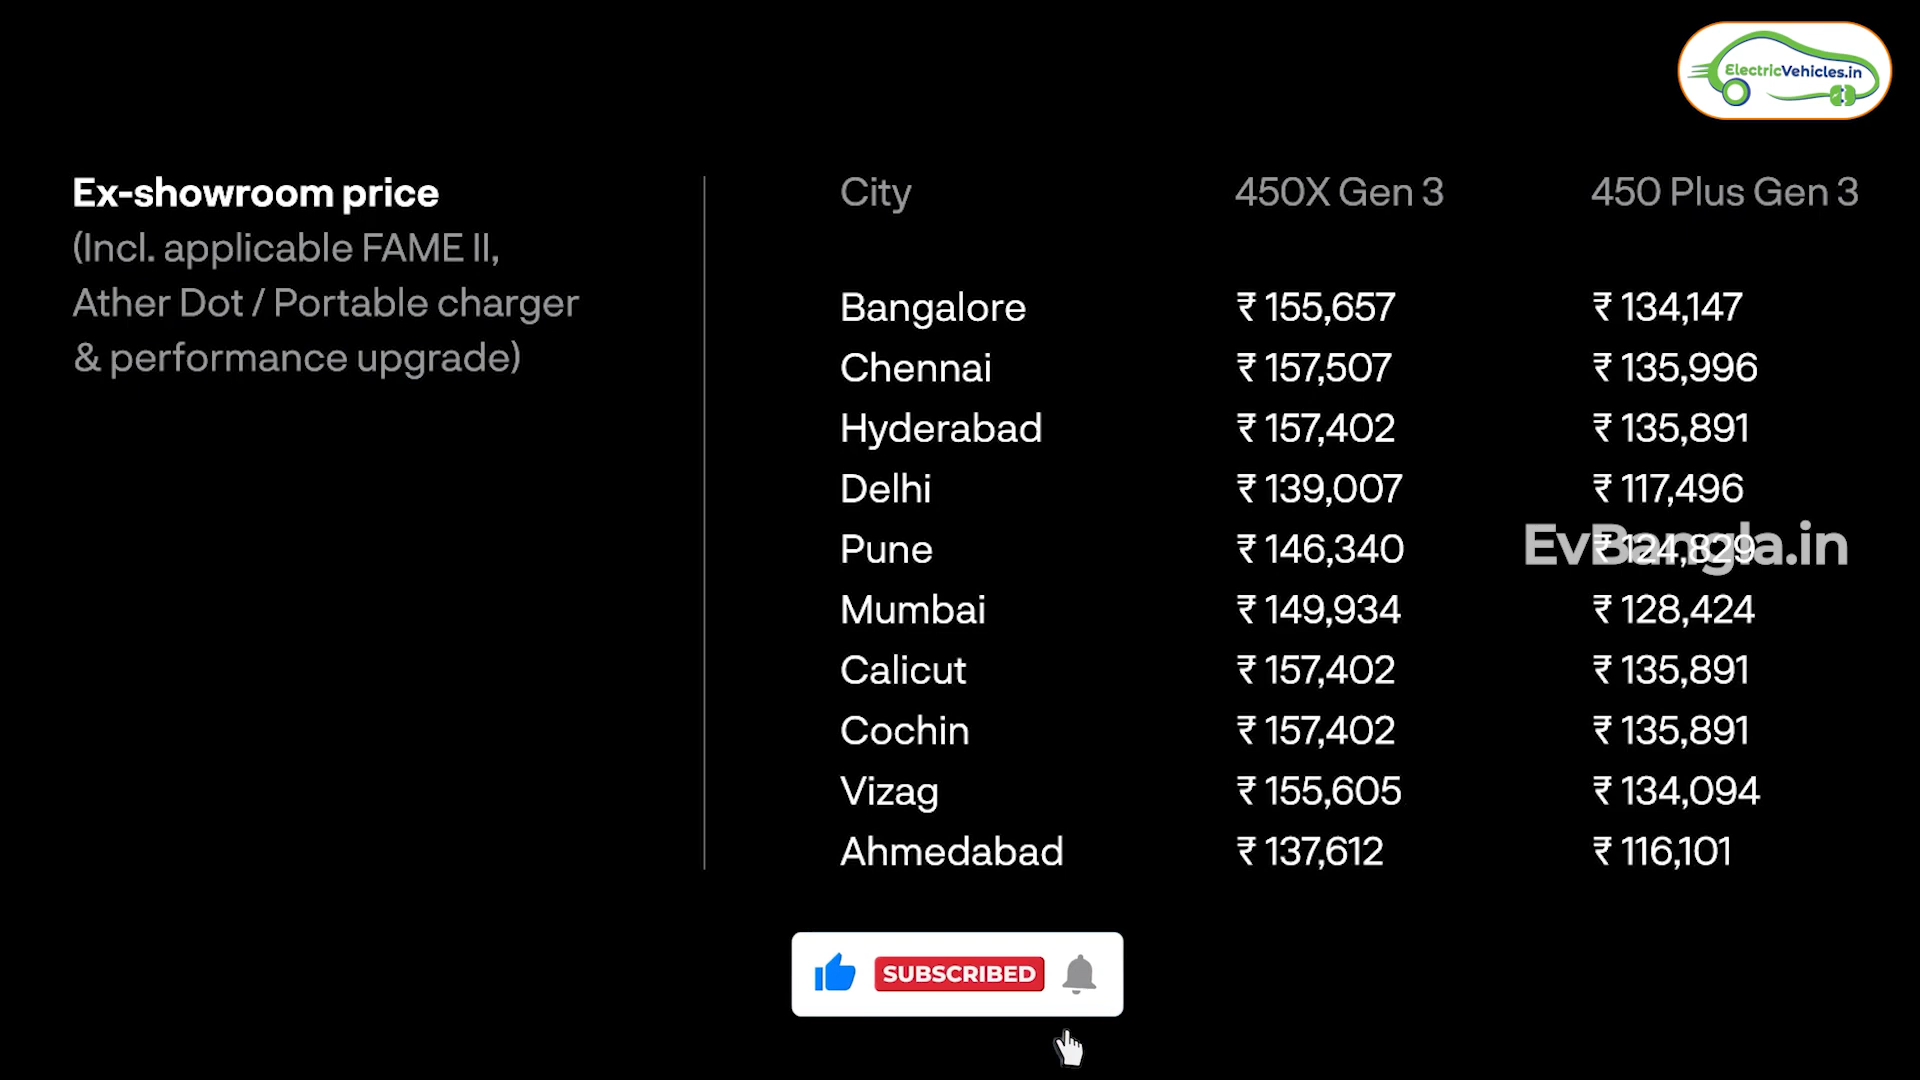 ElectricVehicles.in
Ex-showroom price
(Incl. applicable FAME II,
Ather Dot / Portable charger
& performance upgrade)
City 450X Gen 3 450 Plus Gen 3
Bangalore ₹ 155,657 ₹ 134,147
Chennai ₹ 157,507 ₹ 135,996
Hyderabad ₹ 157,402 ₹ 135,891
Delhi ₹ 139,007 ₹ 117,496
Pune ₹ 146,340 ₹ 124,829
EvBangla.in
Mumbai ₹ 149,934 ₹ 128,424
Calicut ₹ 157,402 ₹ 135,891
Cochin ₹ 157,402 ₹ 135,891
Vizag ₹ 155,605 ₹ 134,094
Ahmedabad ₹ 137,612 ₹ 116,101
SUBSCRIBED